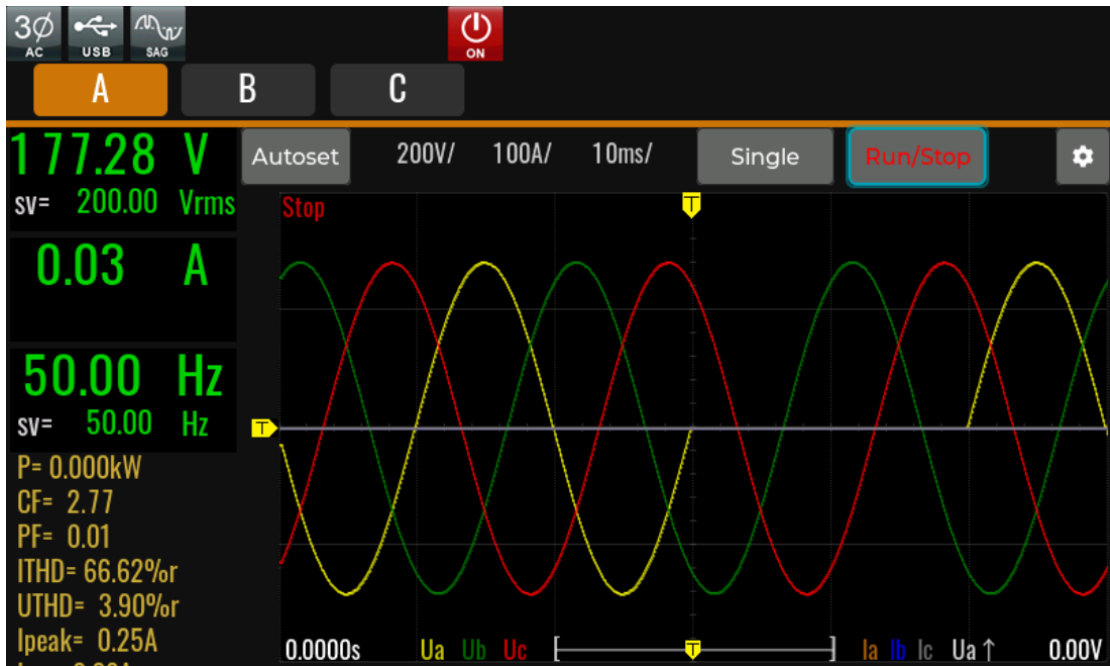 3Ø
AC
USB
SAG
ON
A B C
177.28 V
sv= 200.00 Vrms
0.03 A
50.00 Hz
sv= 50.00 Hz
P= 0.000kW
CF= 2.77
PF= 0.01
ITHD= 66.62%r
UTHD= 3.90%r
Ipeak= 0.25A
Autoset 200V/ 100A/ 10ms/ Single Run/Stop
Stop
T
T
0.0000s Ua Ub Uc [ T ] Ia Ib Ic Ua↑ 0.00V